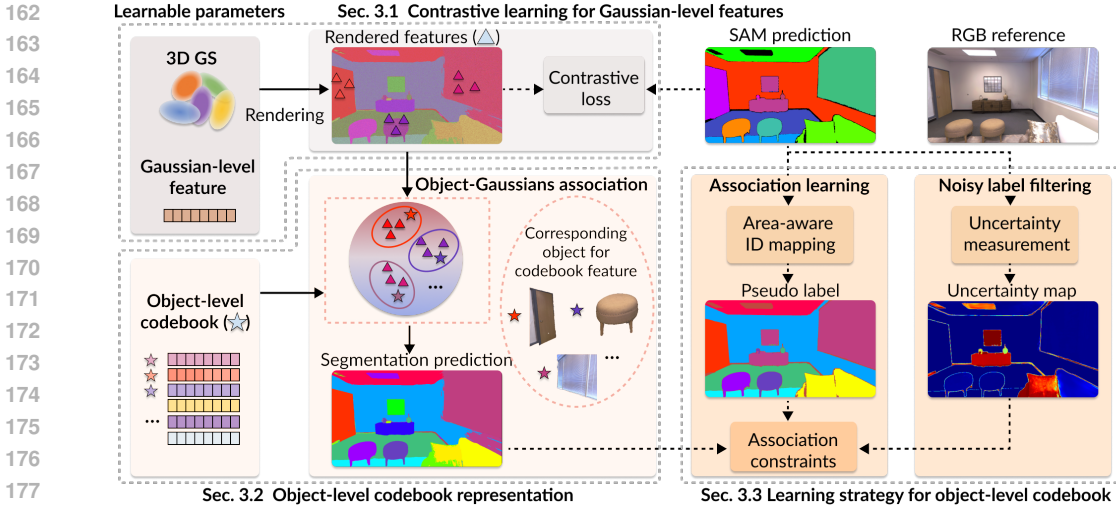 162
163
164
165
166
167
168
169
170
171
172
173
174
175
176
177
Learnable parameters
Sec. 3.1 Contrastive learning for Gaussian-level features
3D GS
Rendering
Gaussian-level
feature
Rendered features ( )
Contrastive
loss
SAM prediction
RGB reference
Object-level
codebook ( )
...
Object-Gaussians association
...
Corresponding
object for
codebook feature
...
Segmentation prediction
Sec. 3.2 Object-level codebook representation
Association learning
Area-aware
ID mapping
Pseudo label
Association
constraints
Noisy label filtering
Uncertainty
measurement
Uncertainty map
Sec. 3.3 Learning strategy for object-level codebook